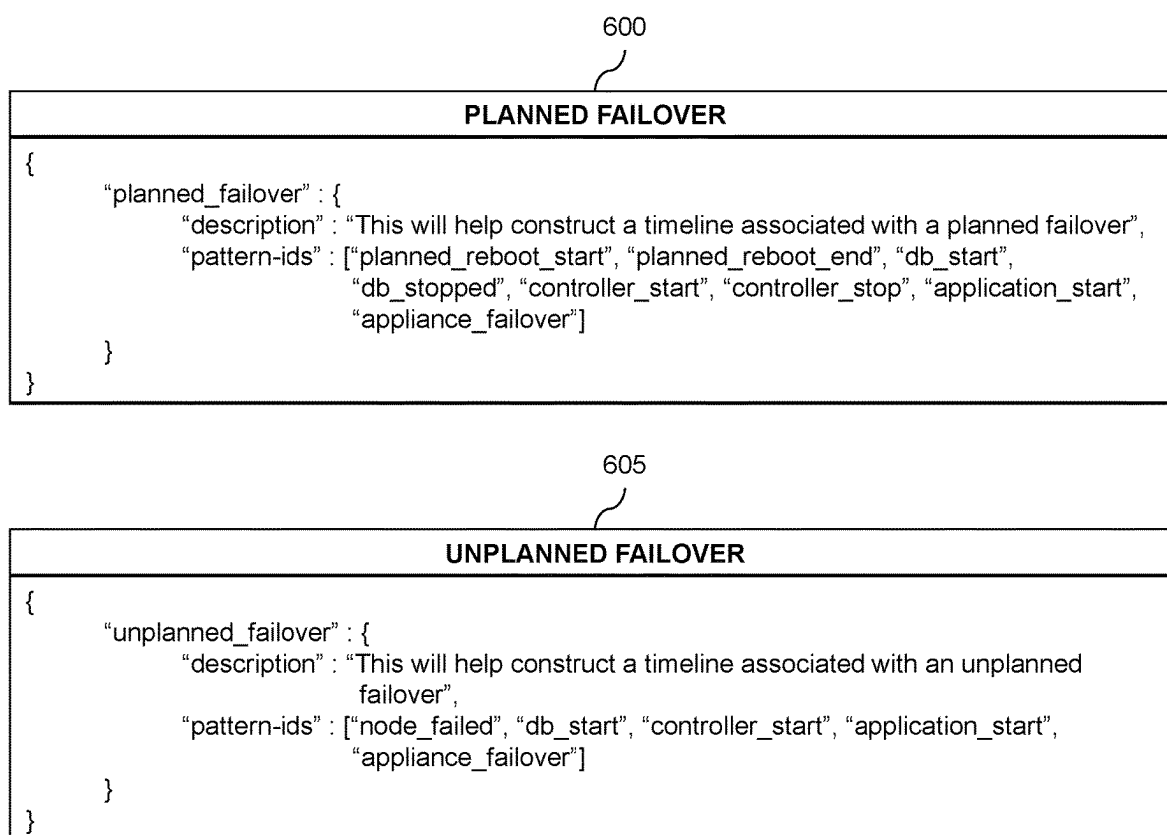 600
PLANNED FAILOVER
{
“planned_failover” : {
“description” : “This will help construct a timeline associated with a planned failover”,
“pattern-ids” : [“planned_reboot_start”, “planned_reboot_end”, “db_start”,
“db_stopped”, “controller_start”, “controller_stop”, “application_start”,
“appliance_failover”]
}
}
605
UNPLANNED FAILOVER
{
“unplanned_failover” : {
“description” : “This will help construct a timeline associated with an unplanned
failover”,
“pattern-ids” : [“node_failed”, “db_start”, “controller_start”, “application_start”,
“appliance_failover”]
}
}